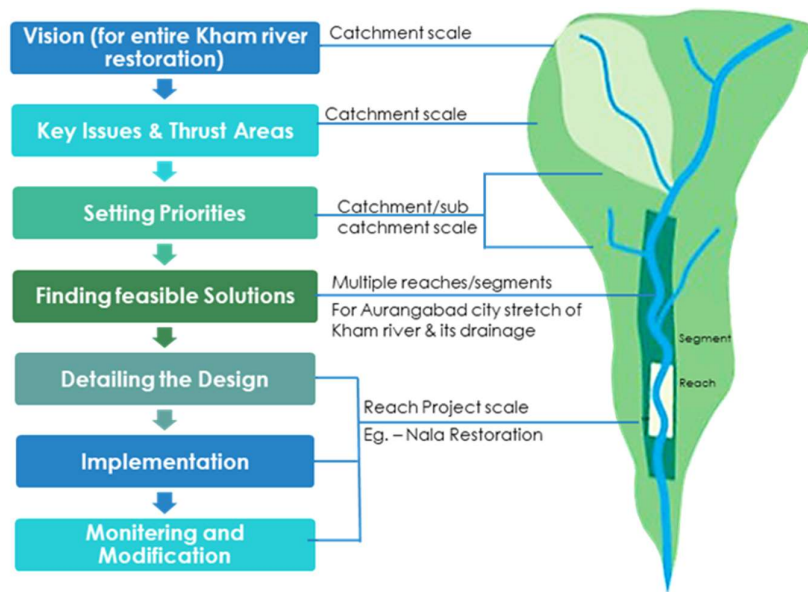 Vision (for entire Kham river
restoration)
Catchment scale
Key Issues & Thrust Areas
Catchment scale
Setting Priorities
Catchment/sub
catchment scale
Finding feasible Solutions
Multiple reaches/segments
For Aurangabad city stretch of
Kham river & its drainage
Segment
Detailing the Design
Reach
Reach Project scale
Eg. – Nala Restoration
Implementation
Monitering and
Modification